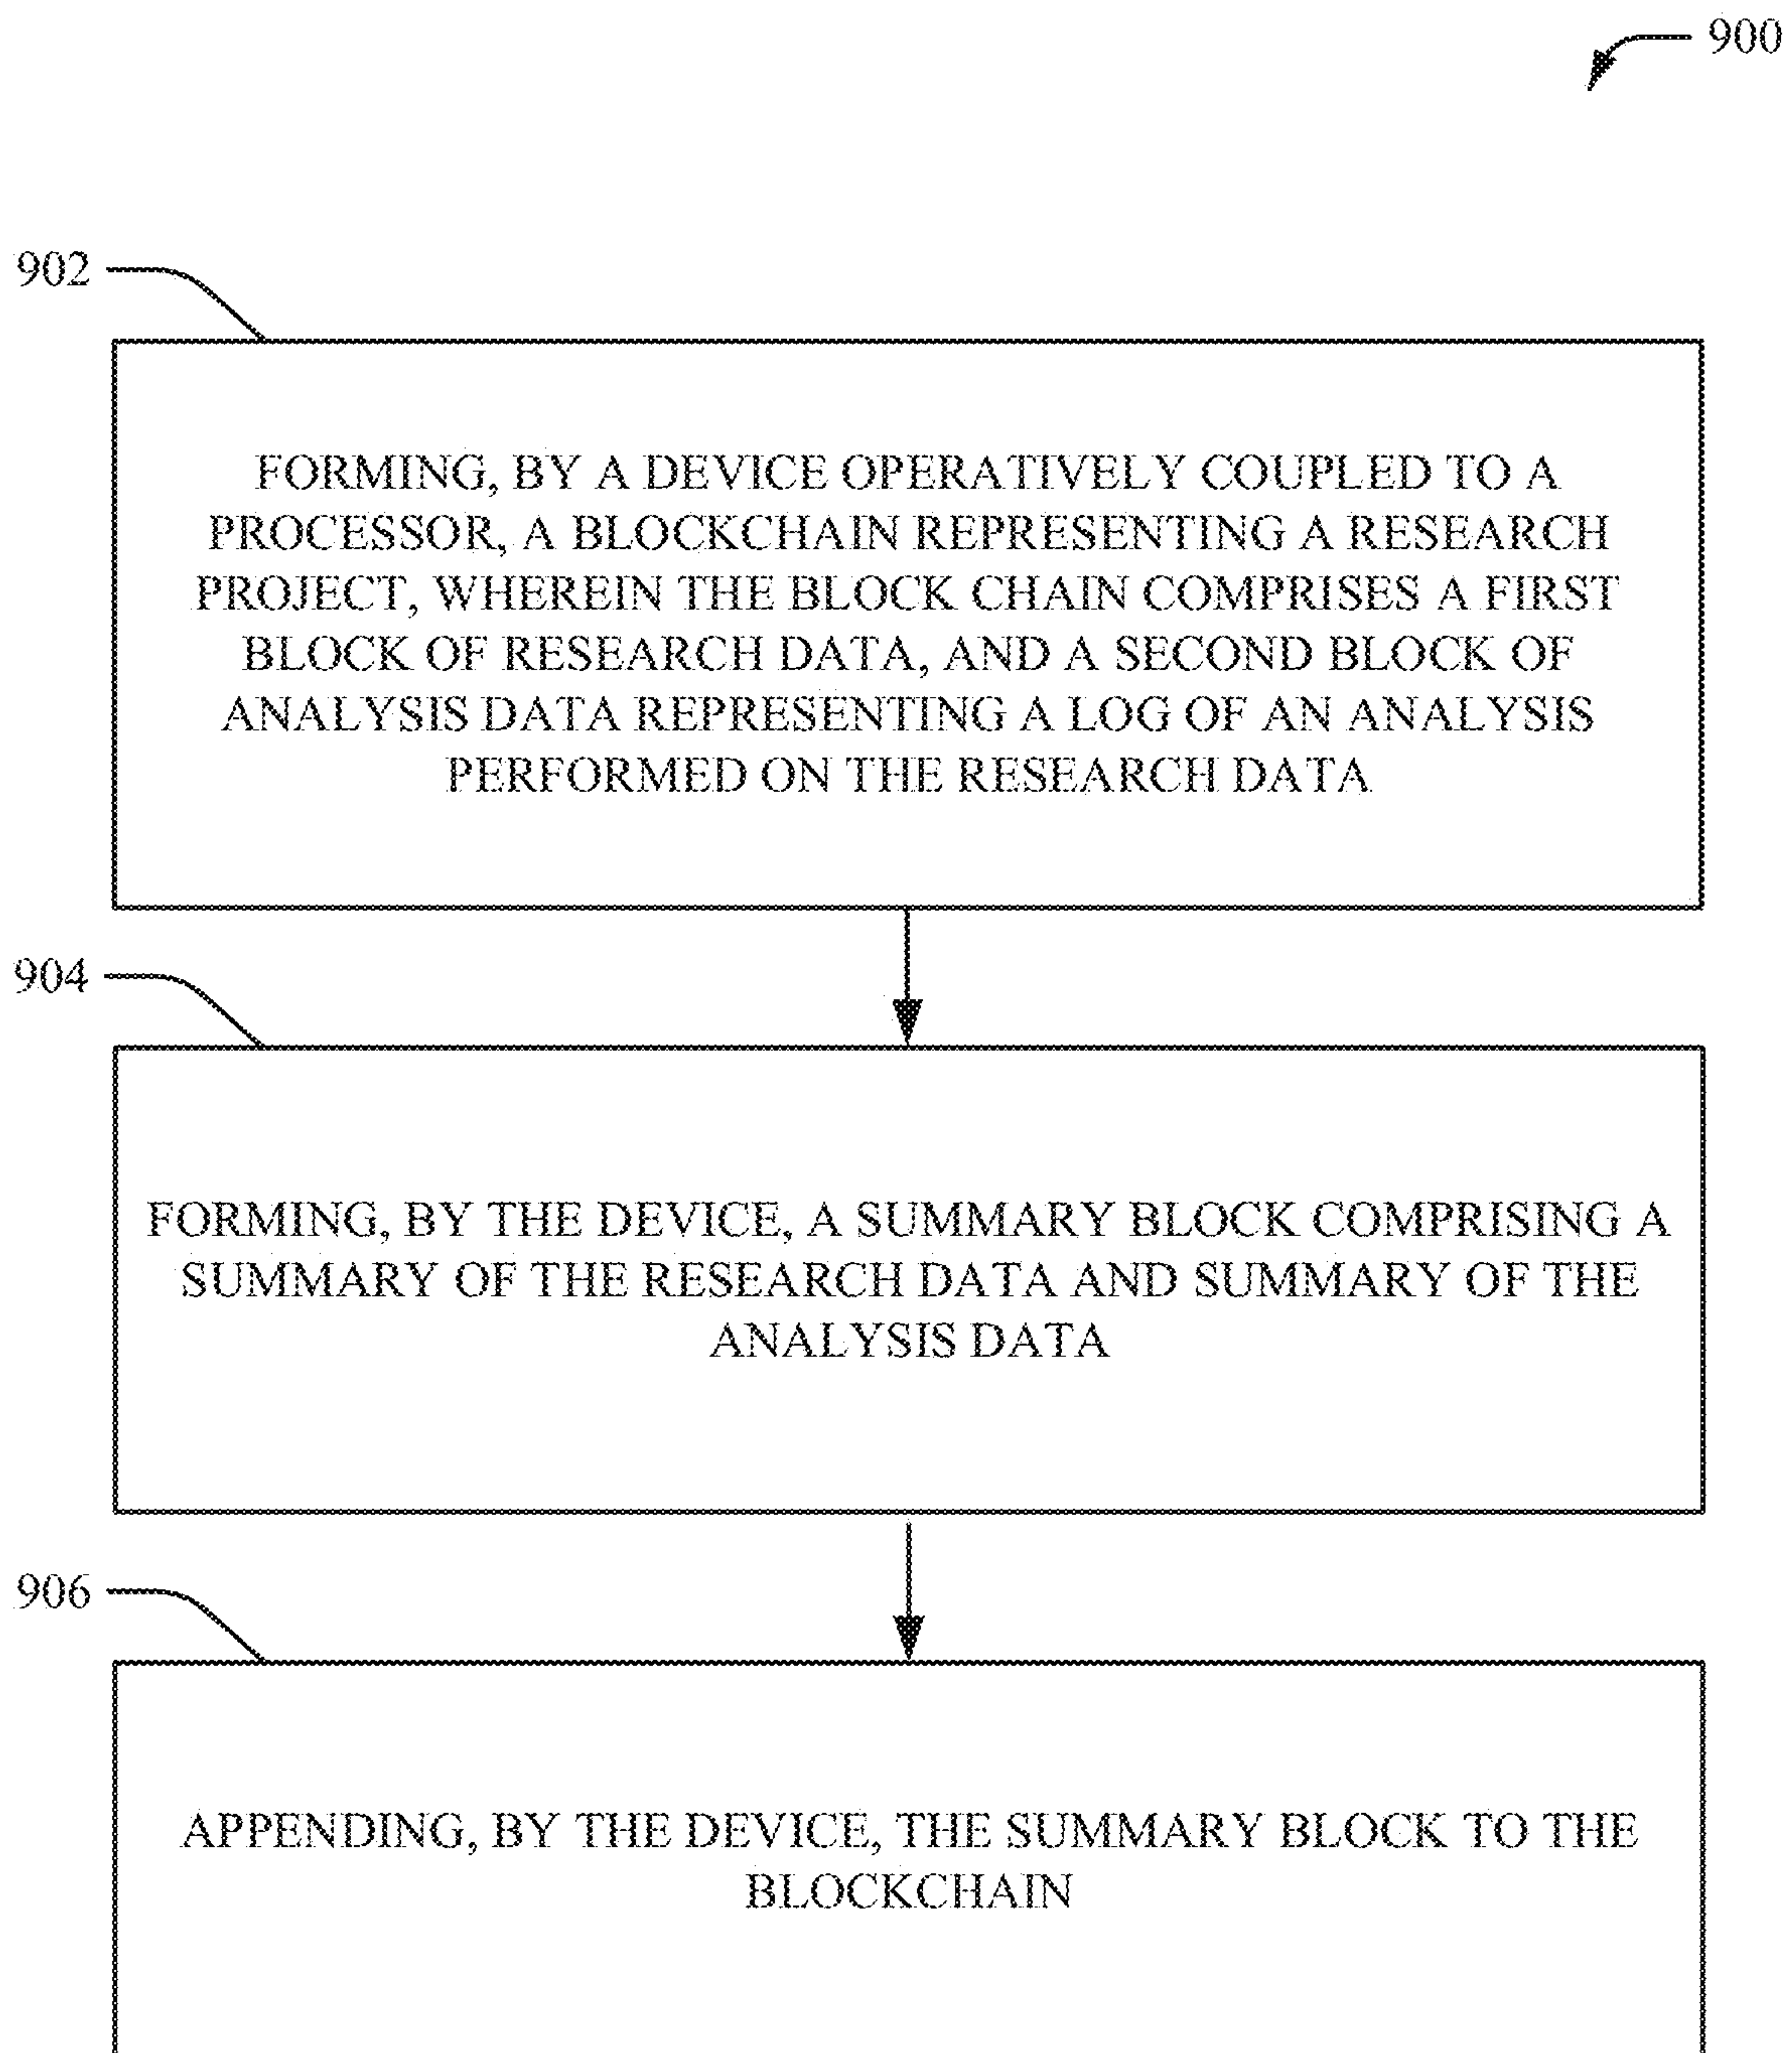 900
902
FORMING, BY A DEVICE OPERATIVELY COUPLED TO A
PROCESSOR, A BLOCKCHAIN REPRESENTING A RESEARCH
PROJECT, WHEREIN THE BLOCK CHAIN COMPRISES A FIRST
BLOCK OF RESEARCH DATA, AND A SECOND BLOCK OF
ANALYSIS DATA REPRESENTING A LOG OF AN ANALYSIS
PERFORMED ON THE RESEARCH DATA
904
FORMING, BY THE DEVICE, A SUMMARY BLOCK COMPRISING A
SUMMARY OF THE RESEARCH DATA AND SUMMARY OF THE
ANALYSIS DATA
906
APPENDING, BY THE DEVICE, THE SUMMARY BLOCK TO THE
BLOCKCHAIN